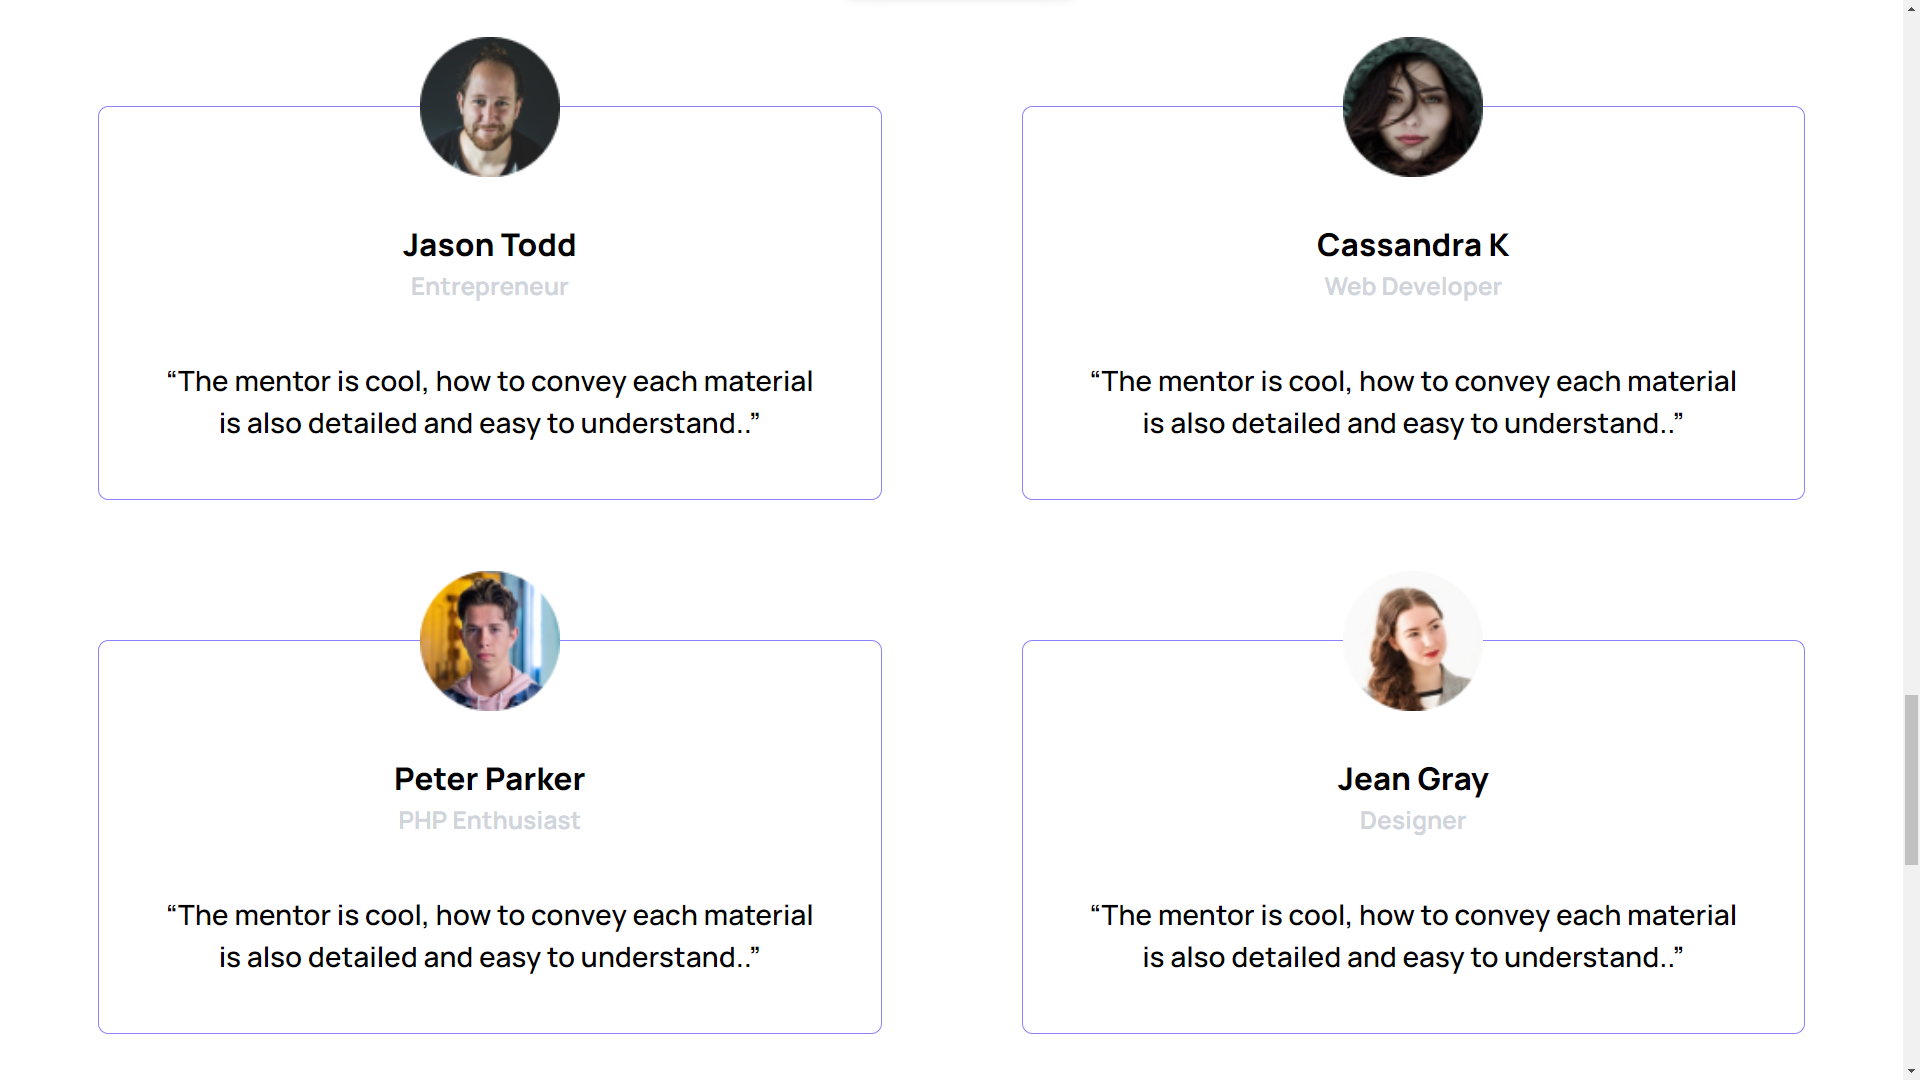 Jason Todd
Entrepreneur
“The mentor is cool, how to convey each material
is also detailed and easy to understand..”
Cassandra K
Web Developer
“The mentor is cool, how to convey each material
is also detailed and easy to understand..”
Peter Parker
PHP Enthusiast
“The mentor is cool, how to convey each material
is also detailed and easy to understand..”
Jean Gray
Designer
“The mentor is cool, how to convey each material
is also detailed and easy to understand..”